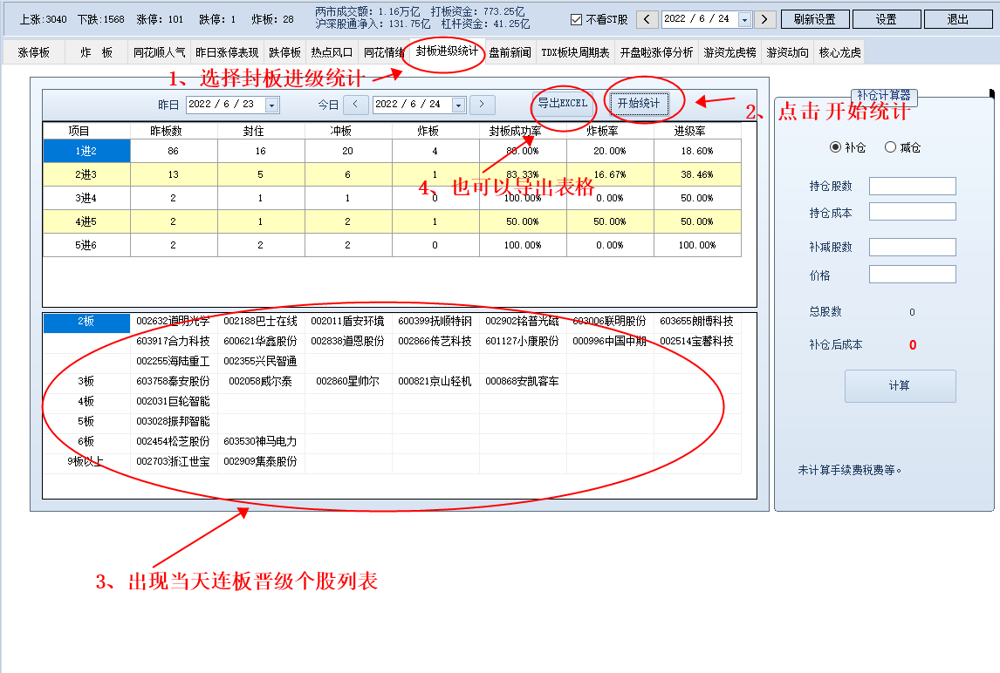 上涨:3040 下跌:1568 涨停: 101 跌停: 1 炸板: 28
两市成交额: 1.16万亿 打板资金: 773.25亿
沪深股通净入: 131.75亿 杠杆资金: 41.25亿
不看ST股 < 2022 / 6 / 24 > 刷新设置 设置 退出
涨停板 炸 板 同花顺人气 昨日涨停表现 跌停板 热点风口 同花情绪 封板进级统计 盘前新闻 TDX板块周期表 开盘啦涨停分析 游资龙虎榜 游资动向 核心龙虎
1、选择封板进级统计
昨日 2022 / 6 / 23 今日 < 2022 / 6 / 24 > 导出EXCEL 开始统计
2、点击 开始统计
项目 昨板数 封住 冲板 炸板 封板成功率 炸板率 进级率
1进2 86 16 20 4 80.00% 20.00% 18.60%
2进3 13 5 6 1 83.33% 16.67% 38.46%
3进4 2 1 1 0 100.00% 0.00% 50.00%
4进5 2 1 2 1 50.00% 50.00% 50.00%
5进6 2 2 2 0 100.00% 0.00% 100.00%
4、也可以导出表格
2板 002632道明光学 002188巴士在线 002011盾安环境 600399抚顺特钢 002902铭普光磁 603006联明股份 603655朗博科技
603917合力科技 600621华鑫股份 002838道恩股份 002866传艺科技 601127小康股份 000996中国中期 002514宝馨科技
002255海陆重工 002355兴民智通
3板 603758秦安股份 002058威尔泰 002860星帅尔 000821京山轻机 000868安凯客车
4板 002031巨轮智能
5板 003028振邦智能
6板 002454松芝股份 603530神马电力
9板以上 002703浙江世宝 002909集泰股份
3、出现当天连板晋级个股列表
补仓计算器
补仓 减仓
持仓股数
持仓成本
补减股数
价格
总股数 0
补仓后成本 0
计算
未计算手续费税费等。